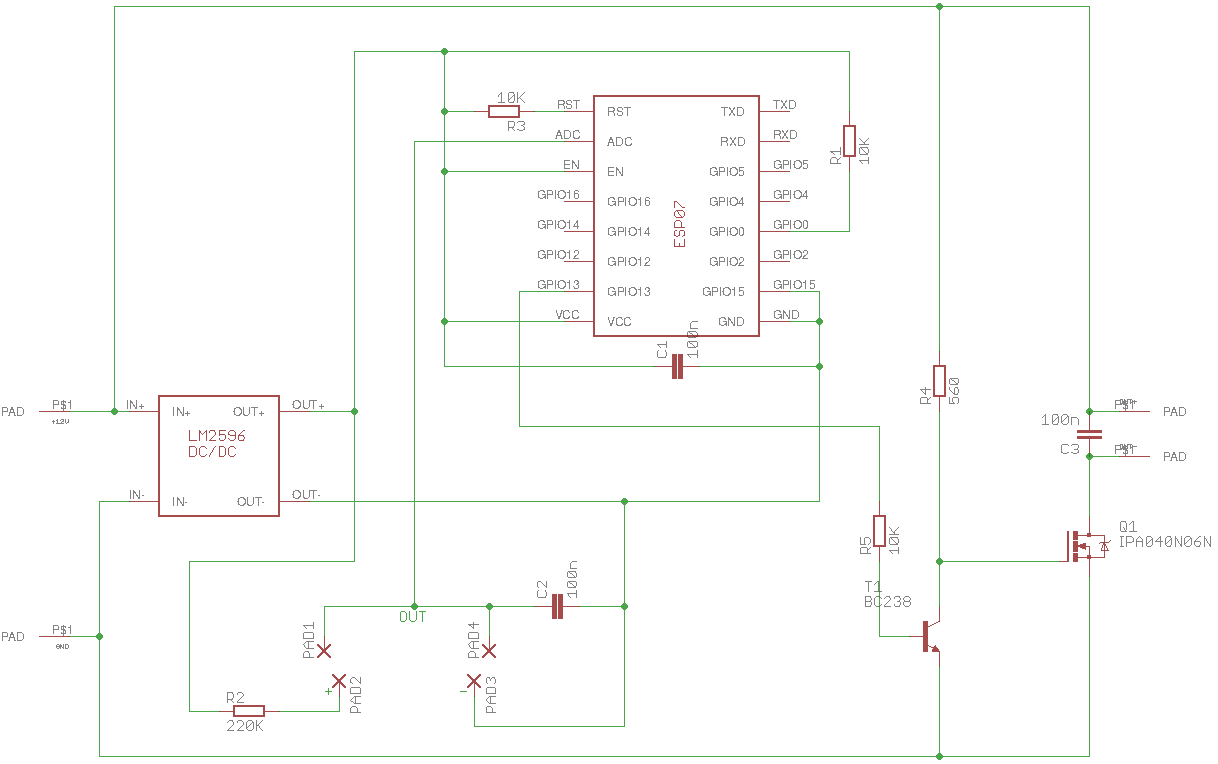 10K
R3
RST
ADC
EN
GPIO16
GPIO14
GPIO12
GPIO13
VCC
RST
ADC
EN
GPIO16
GPIO14
GPIO12
GPIO13
VCC
ESP07
TXD
RXD
GPIO5
GPIO4
GPIO0
GPIO2
GPIO15
GND
TXD
RXD
GPIO5
GPIO4
GPIO0
GPIO2
GPIO15
GND
R1
10K
C1
100n
PAD
P$1
+12V
IN+
IN+
OUT+
OUT+
LM2596
DC/DC
IN-
IN-
OUT-
OUT-
R4
560
100n
C3
P$1
PAD
P$1
PAD
R5
10K
Q1
IPA040N06N
T1
BC238
C2
100n
OUT
PAD
P$1
GND
PAD1
PAD4
+
PAD2
-
PAD3
R2
220K